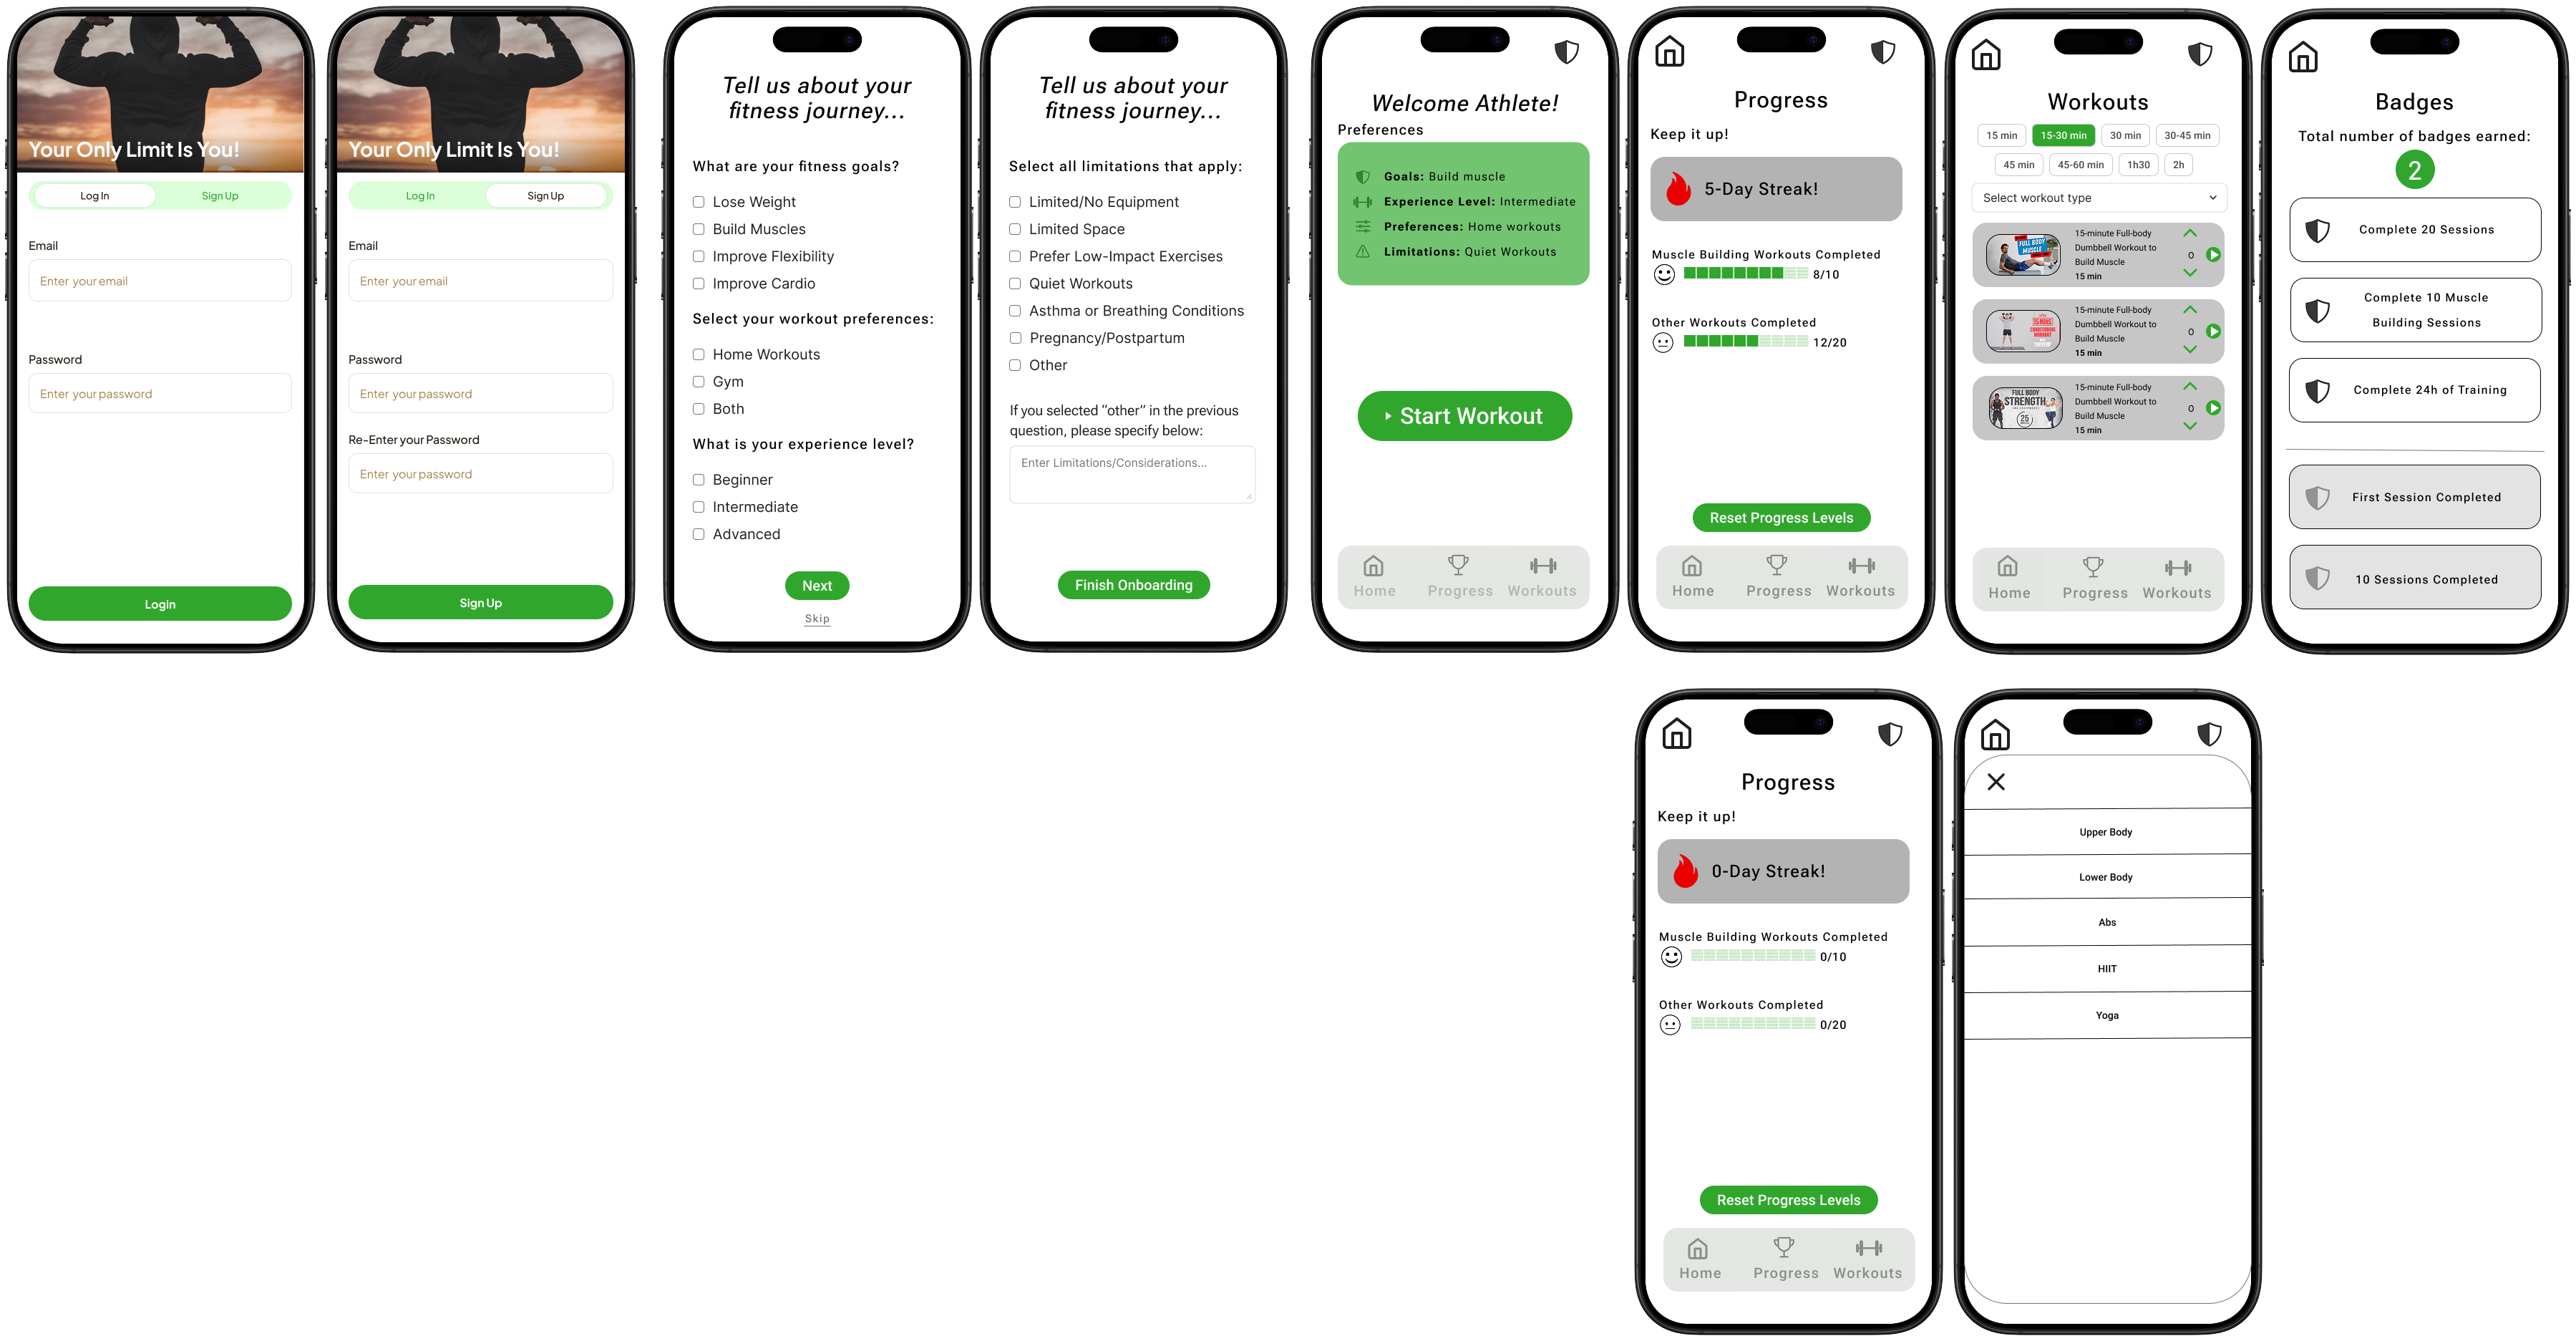 Your Only Limit Is You!
Log In
Sign Up
Email
Enter your email
Password
Enter your password
Login
Your Only Limit Is You!
Log In
Sign Up
Email
Enter your email
Password
Enter your password
Re-Enter your Password
Enter your password
Sign Up
Tell us about your
fitness journey...
What are your fitness goals?
Lose Weight
Build Muscles
Improve Flexibility
Improve Cardio
Select your workout preferences:
Home Workouts
Gym
Both
What is your experience level?
Beginner
Intermediate
Advanced
Next
Skip
Tell us about your
fitness journey...
Select all limitations that apply:
Limited/No Equipment
Limited Space
Prefer Low-Impact Exercises
Quiet Workouts
Asthma or Breathing Conditions
Pregnancy/Postpartum
Other
If you selected “other” in the previous
question, please specify below:
Enter Limitations/Considerations...
Finish Onboarding
Welcome Athlete!
Preferences
Goals: Build muscle
Experience Level: Intermediate
Preferences: Home workouts
Limitations: Quiet Workouts
Start Workout
Home
Progress
Workouts
Progress
Keep it up!
5-Day Streak!
Muscle Building Workouts Completed
8/10
Other Workouts Completed
12/20
Reset Progress Levels
Home
Progress
Workouts
Workouts
15 min
15-30 min
30 min
30-45 min
45 min
45-60 min
1h30
2h
Select workout type
FULL BODY
MUSCLE
15-minute Full-body
Dumbbell Workout to
Build Muscle
15 min
0
15 MINS
CONDITIONING
WORKOUT
15-minute Full-body
Dumbbell Workout to
Build Muscle
15 min
0
FULL BODY
STRENGTH
25
15-minute Full-body
Dumbbell Workout to
Build Muscle
15 min
0
Home
Progress
Workouts
Badges
Total number of badges earned:
2
Complete 20 Sessions
Complete 10 Muscle
Building Sessions
Complete 24h of Training
First Session Completed
10 Sessions Completed
Progress
Keep it up!
0-Day Streak!
Muscle Building Workouts Completed
0/10
Other Workouts Completed
0/20
Reset Progress Levels
Home
Progress
Workouts
Upper Body
Lower Body
Abs
HIIT
Yoga